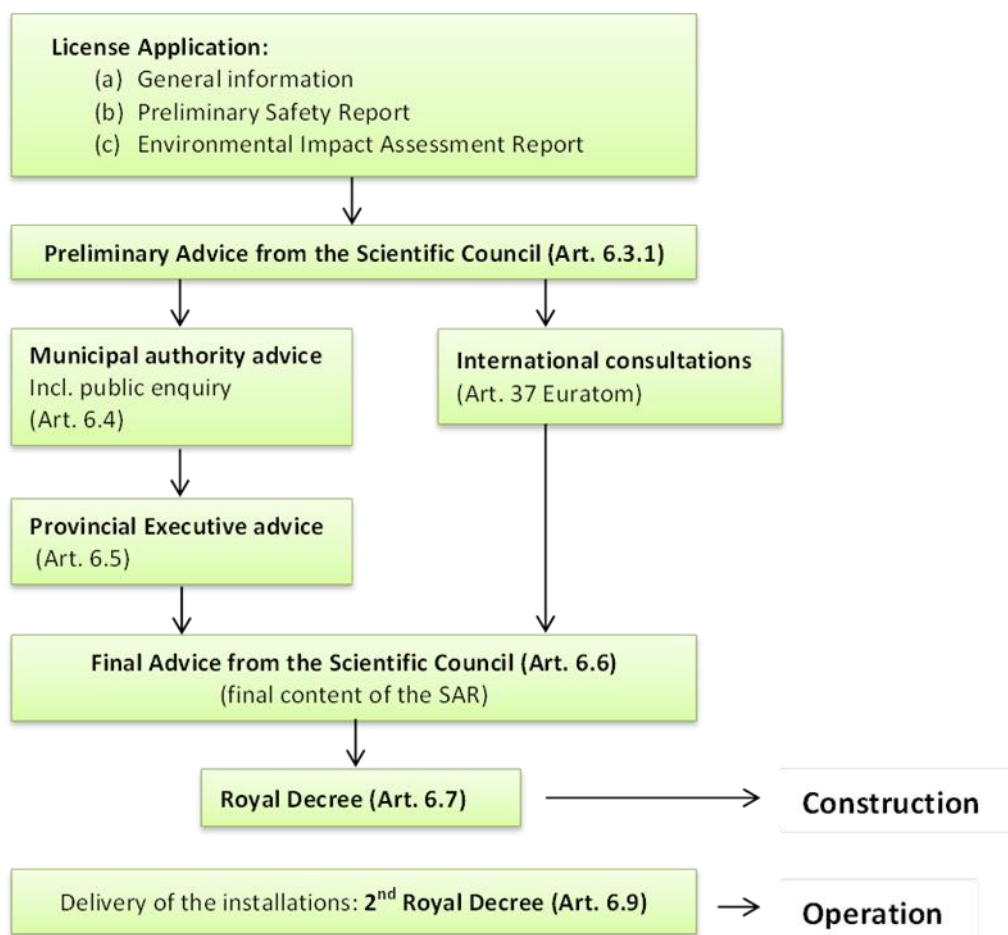 License Application:
(a) General information
(b) Preliminary Safety Report
(c) Environmental Impact Assessment Report
Preliminary Advice from the Scientific Council (Art. 6.3.1)
Municipal authority advice
Incl. public enquiry
(Art. 6.4)
International consultations
(Art. 37 Euratom)
Provincial Executive advice
(Art. 6.5)
Final Advice from the Scientific Council (Art. 6.6)
(final content of the SAR)
Royal Decree (Art. 6.7)
Construction
Delivery of the installations: 2nd Royal Decree (Art. 6.9)
Operation